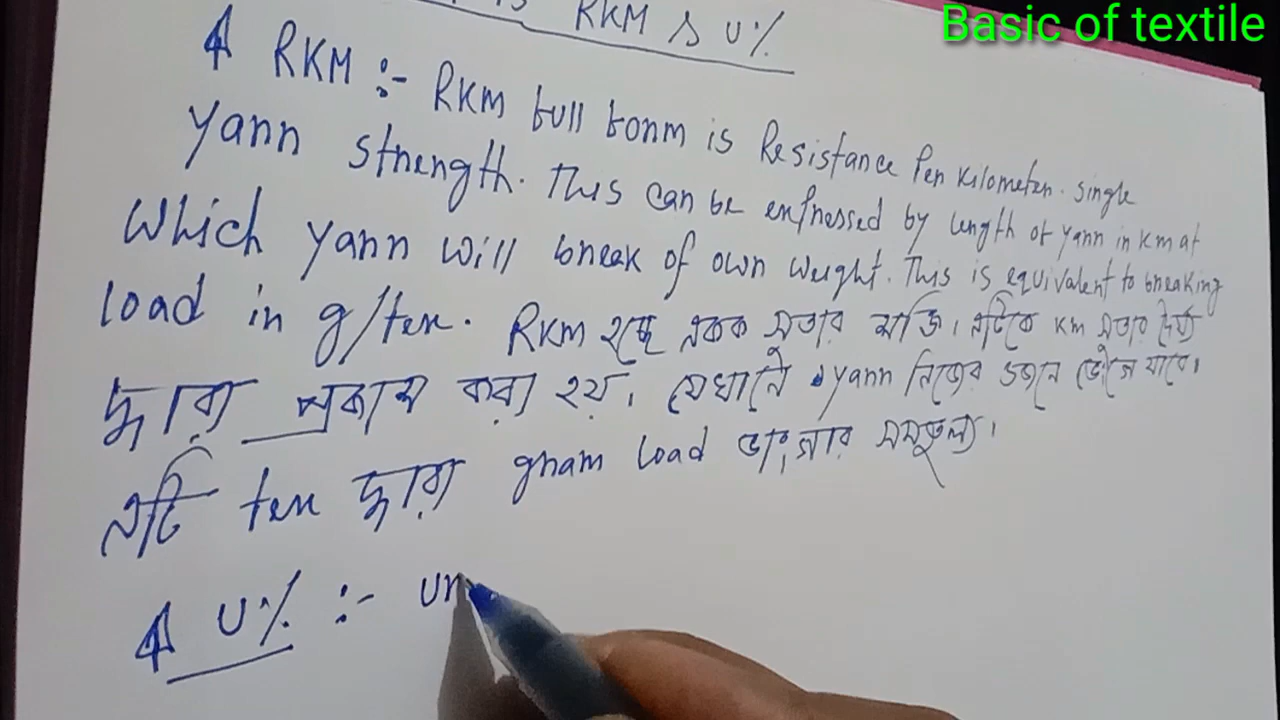 Basic of textile
is RKM & U%
RKM :- RKM full form is Resistance Per Kilometer. single
yarn strength. This can be expressed by length of yarn in Km at
Which yarn will break of own weight. This is equivalent to breaking
load in g/tex. RKM হচ্ছে একক সুতার শক্তি। এটিকে KM সুতার দৈর্ঘ্য
দ্বারা প্রকাশ করা হয়। যেখানে yarn নিজের ওজনে ভেঙ্গে যাবে।
এটি tex দ্বারা gram load ভাংগার সমতুল্য।
U% :- Un